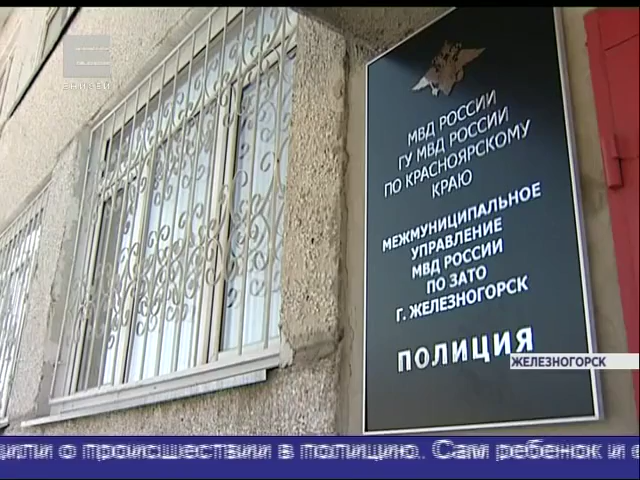 ЕНИСЕЙ
МВД РОССИИ
ГУ МВД РОССИИ
ПО КРАСНОЯРСКОМУ
КРАЮ
МЕЖМУНИЦИПАЛЬНОЕ
УПРАВЛЕНИЕ
МВД РОССИИ
ПО ЗАТО
Г. ЖЕЛЕЗНОГОРСК
ПОЛИЦИЯ
ЖЕЛЕЗНОГОРСК
о происшествии в полицию. Сам ребенок и